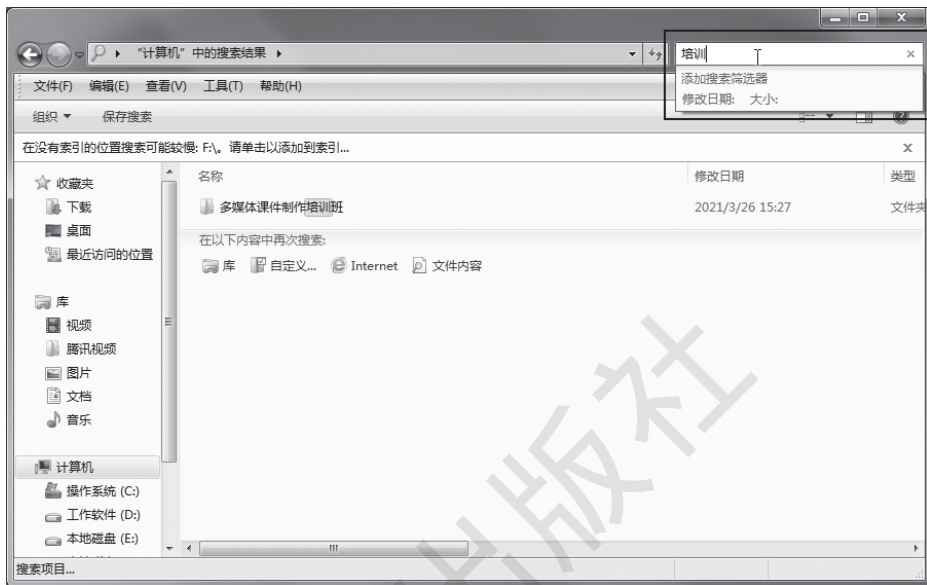 "计算机" 中的搜索结果
培训
添加搜索筛选器
修改日期: 大小:
文件(F) 编辑(E) 查看(V) 工具(T) 帮助(H)
组织 保存搜索
在没有索引的位置搜索可能较慢: F:\。请单击以添加到索引...
名称 修改日期 类型
多媒体课件制作培训班 2021/3/26 15:27 文件夹
在以下内容中再次搜索:
库 自定义... Internet 文件内容
收藏夹
下载
桌面
最近访问的位置
库
视频
腾讯视频
图片
文档
音乐
计算机
操作系统 (C:)
工作软件 (D:)
本地磁盘 (E:)
搜索项目...
出版社